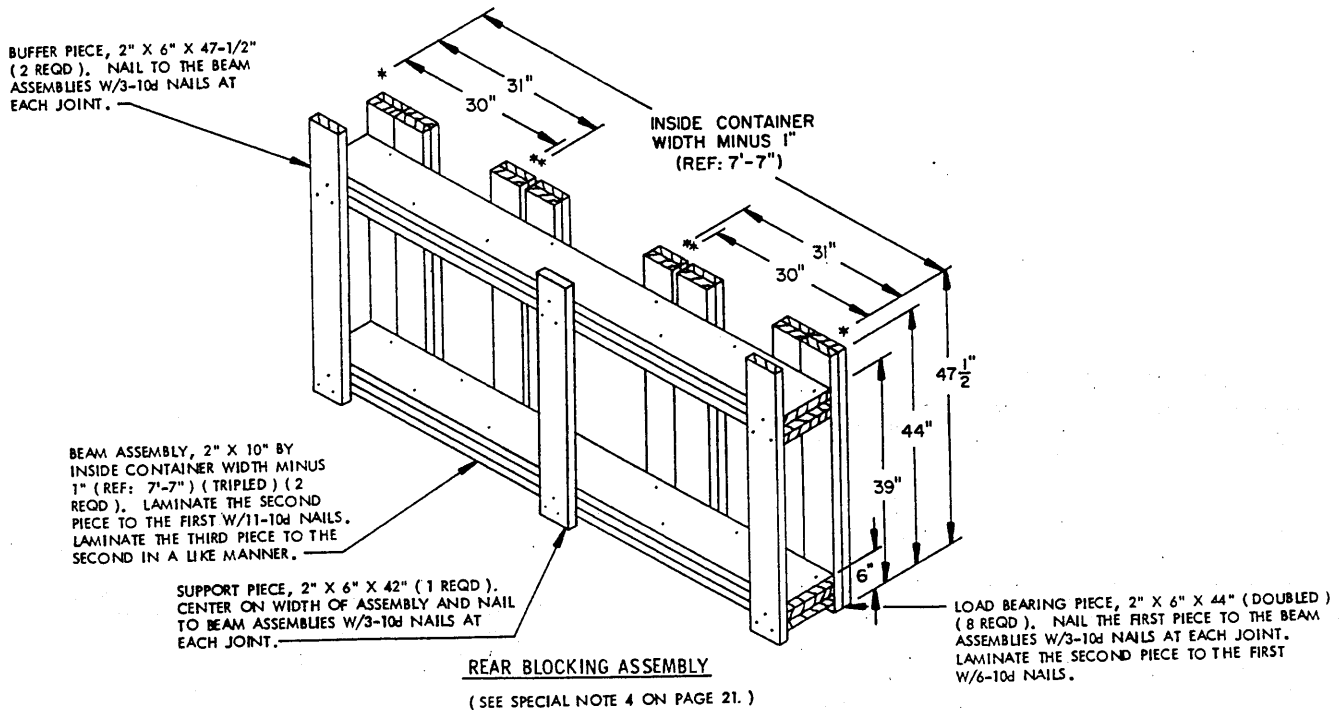 BUFFER PIECE, 2" X 6" X 47-1/2"
(2 REQD). NAIL TO THE BEAM
ASSEMBLIES W/3-10d NAILS AT
EACH JOINT.
*
30"
31"
**
INSIDE CONTAINER
WIDTH MINUS 1"
(REF: 7'-7")
**
30"
31"
*
47 1/2"
44"
39"
6"
BEAM ASSEMBLY, 2" X 10" BY
INSIDE CONTAINER WIDTH MINUS
1" (REF: 7'-7") (TRIPLED) (2
REQD). LAMINATE THE SECOND
PIECE TO THE FIRST W/11-10d NAILS.
LAMINATE THE THIRD PIECE TO THE
SECOND IN A LIKE MANNER.
SUPPORT PIECE, 2" X 6" X 42" (1 REQD).
CENTER ON WIDTH OF ASSEMBLY AND NAIL
TO BEAM ASSEMBLIES W/3-10d NAILS AT
EACH JOINT.
LOAD BEARING PIECE, 2" X 6" X 44" (DOUBLED)
(8 REQD). NAIL THE FIRST PIECE TO THE BEAM
ASSEMBLIES W/3-10d NAILS AT EACH JOINT.
LAMINATE THE SECOND PIECE TO THE FIRST
W/6-10d NAILS.
REAR BLOCKING ASSEMBLY
(SEE SPECIAL NOTE 4 ON PAGE 21.)